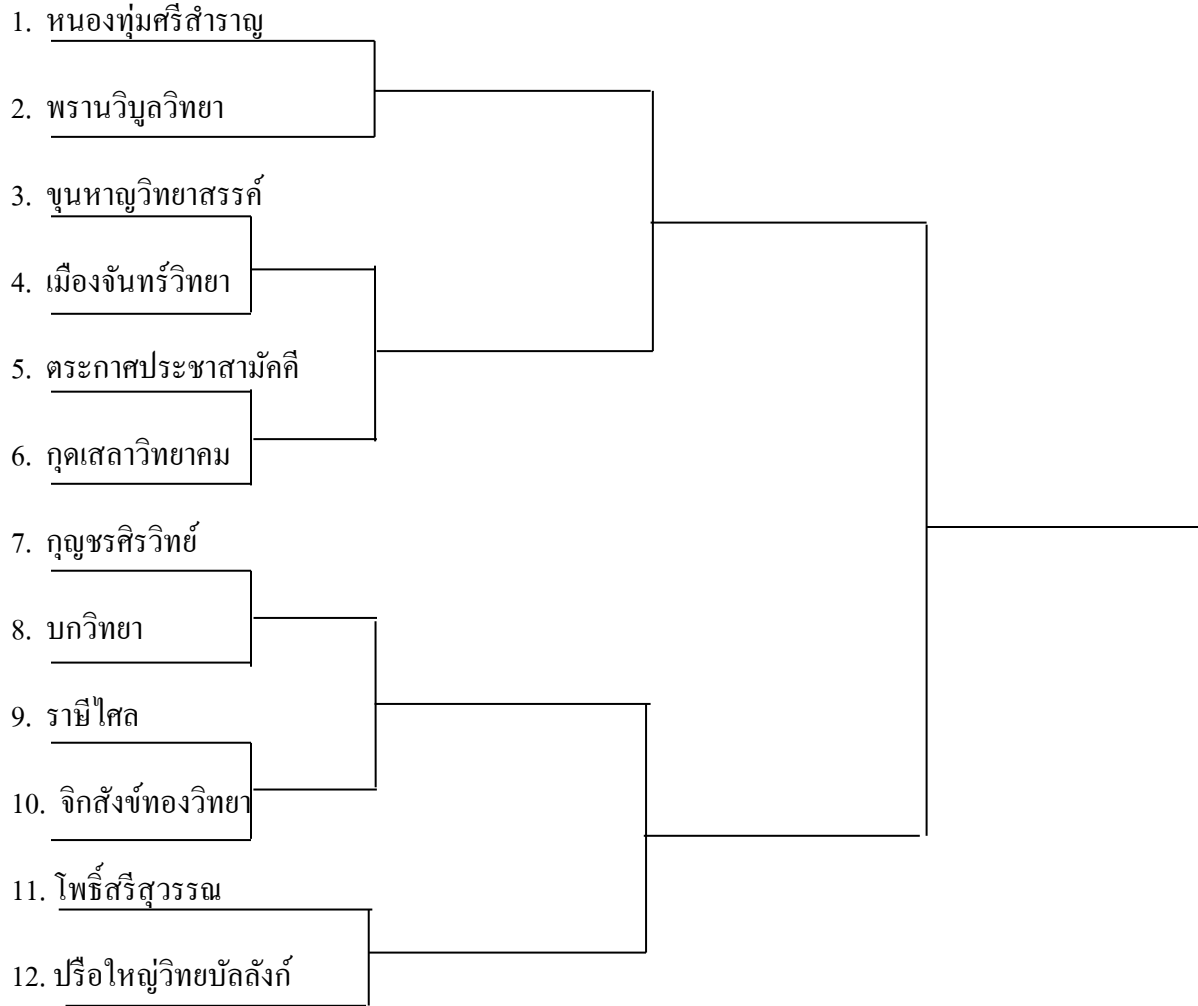 1. หนองทุ่มศรีสำราญ
2. พรานวิบูลวิทยา
3. ขุนหาญวิทยาสรรค์
4. เมืองจันทร์วิทยา
5. ตระกาศประชาสามัคคี
6. กุดเสลาวิทยาคม
7. กุญชรศิรวิทย์
8. บกวิทยา
9. ราษีไศล
10. จิกสังข์ทองวิทยา
11. โพธิ์สรีสุวรรณ
12. ปรือใหญ่วิทยบัลลังก์